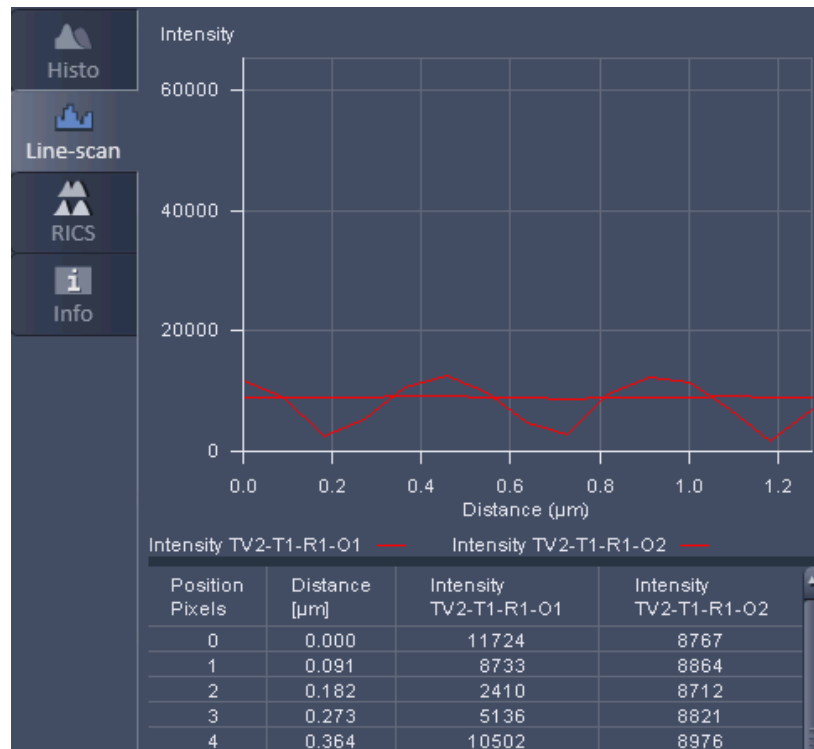 Histo
Line-scan
RICS
i
Info
Intensity
60000
40000
20000
0
0.0 0.2 0.4 0.6 0.8 1.0 1.2
Distance (µm)
Intensity TV2-T1-R1-O1 Intensity TV2-T1-R1-O2
Position Pixels Distance [µm] Intensity TV2-T1-R1-O1 Intensity TV2-T1-R1-O2
0 0.000 11724 8767
1 0.091 8733 8864
2 0.182 2410 8712
3 0.273 5136 8821
4 0.364 10502 8976